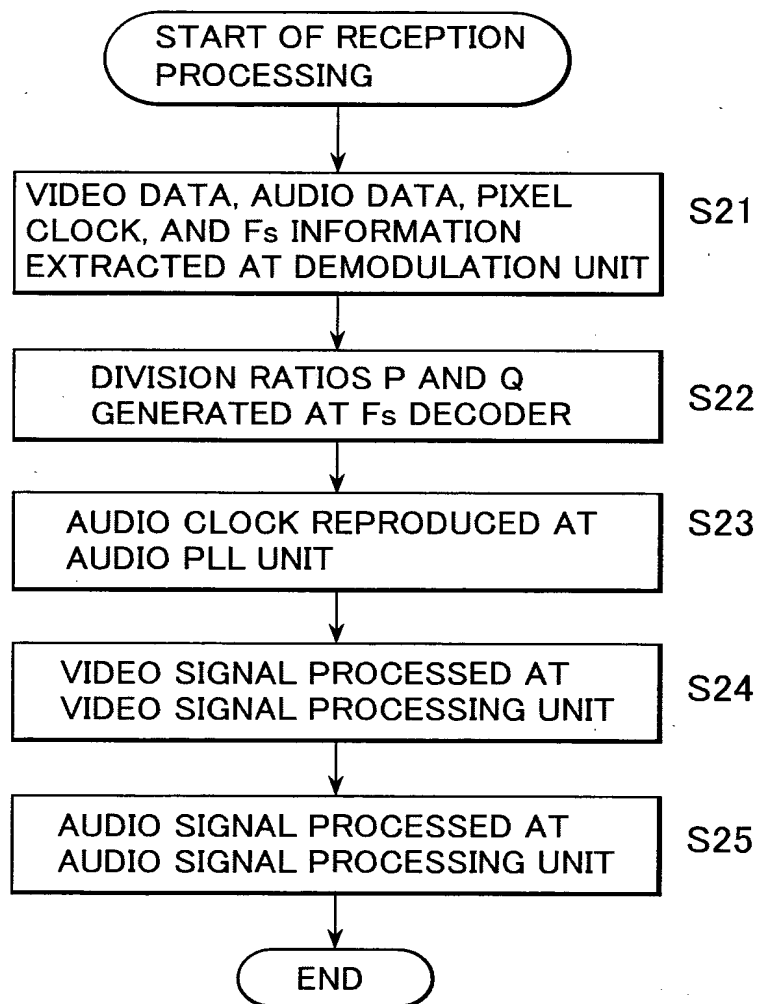 START OF RECEPTION
PROCESSING
VIDEO DATA, AUDIO DATA, PIXEL
CLOCK, AND Fs INFORMATION
EXTRACTED AT DEMODULATION UNIT
S21
DIVISION RATIOS P AND Q
GENERATED AT Fs DECODER
S22
AUDIO CLOCK REPRODUCED AT
AUDIO PLL UNIT
S23
VIDEO SIGNAL PROCESSED AT
VIDEO SIGNAL PROCESSING UNIT
S24
AUDIO SIGNAL PROCESSED AT
AUDIO SIGNAL PROCESSING UNIT
S25
END